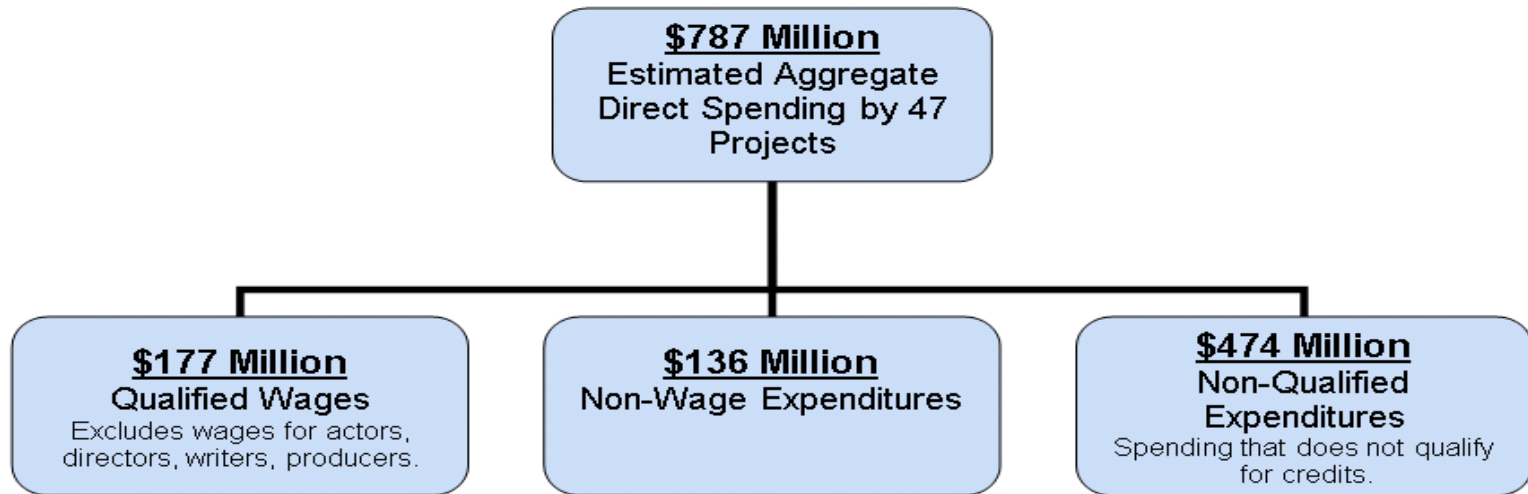 $787 Million
Estimated Aggregate
Direct Spending by 47
Projects
$177 Million
Qualified Wages
Excludes wages for actors,
directors, writers, producers.
$136 Million
Non-Wage Expenditures
$474 Million
Non-Qualified
Expenditures
Spending that does not qualify
for credits.